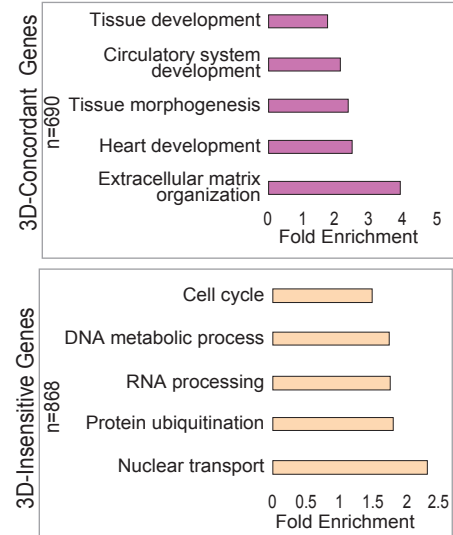 3D-Concordant Genes
n=690
Tissue development
Circulatory system
development
Tissue morphogenesis
Heart development
Extracellular matrix
organization
0 1 2 3 4 5
Fold Enrichment
3D-Insensitive Genes
n=868
Cell cycle
DNA metabolic process
RNA processing
Protein ubiquitination
Nuclear transport
0 0.5 1 1.5 2 2.5
Fold Enrichment